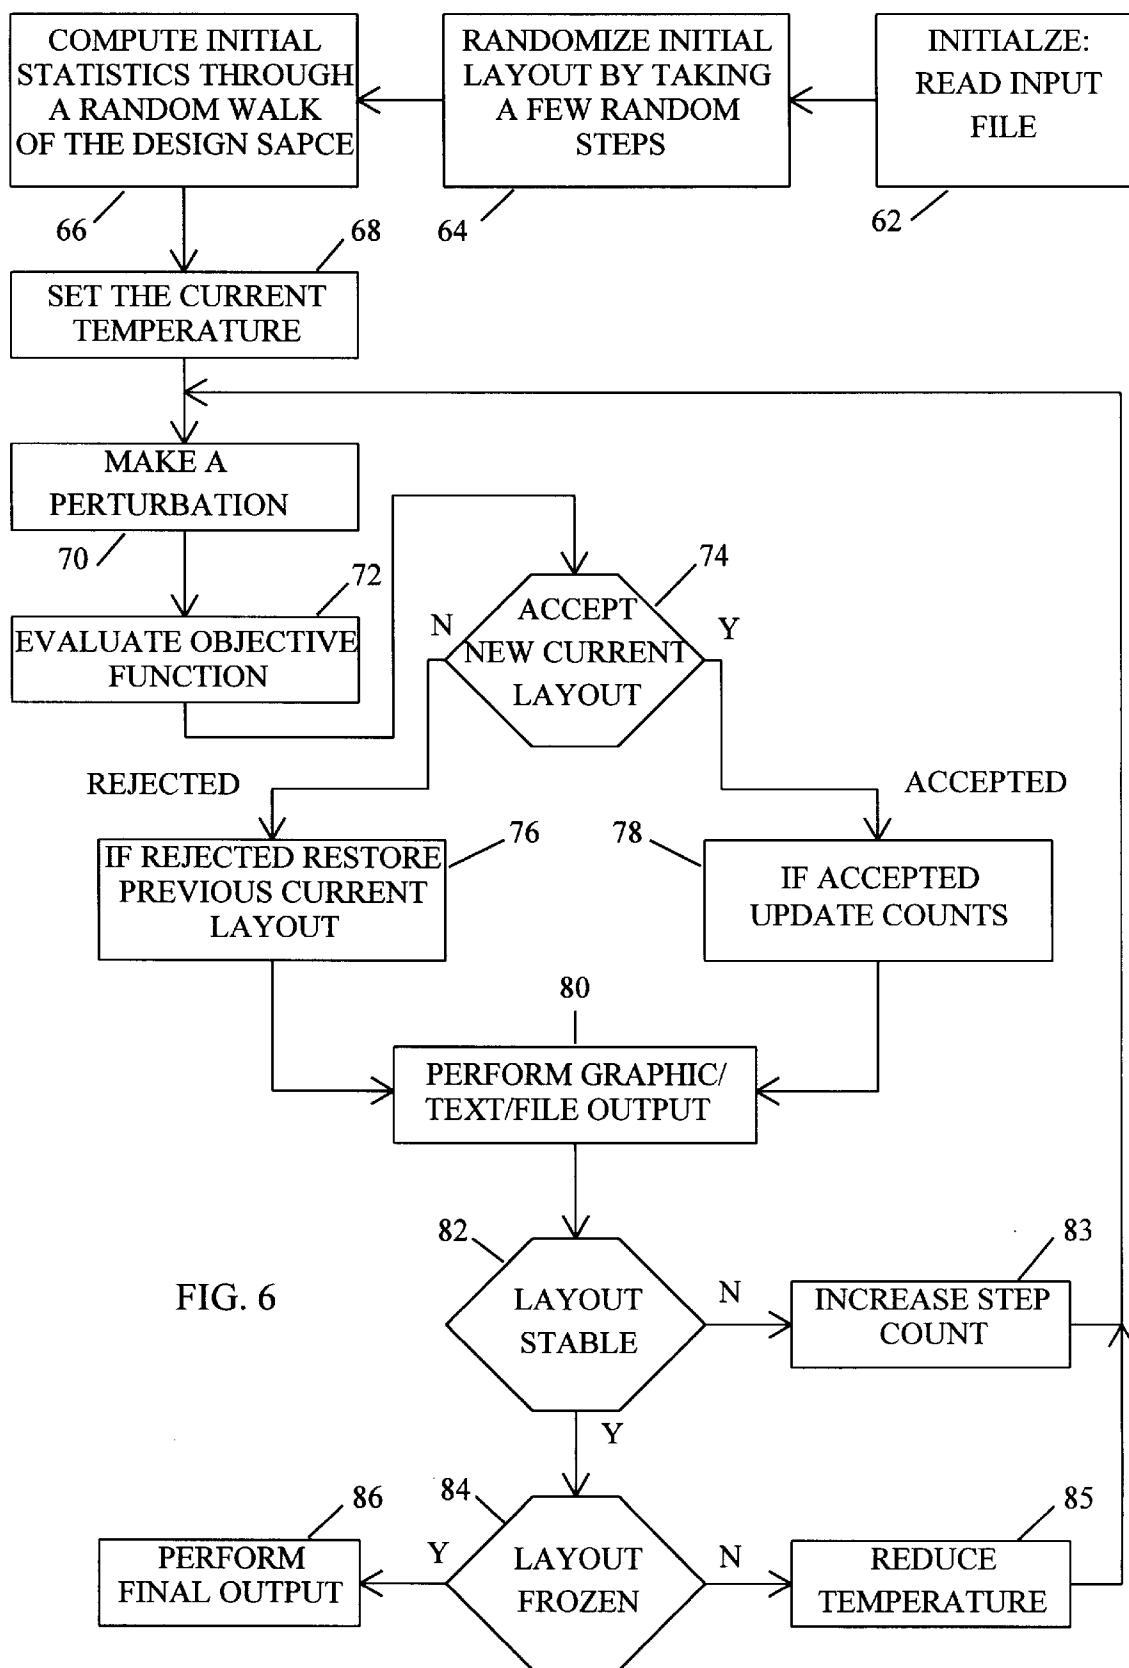 COMPUTE INITIAL
STATISTICS THROUGH
A RANDOM WALK
OF THE DESIGN SAPCE
RANDOMIZE INITIAL
LAYOUT BY TAKING
A FEW RANDOM
STEPS
INITIALZE:
READ INPUT
FILE
66
68
64
62
SET THE CURRENT
TEMPERATURE
MAKE A
PERTURBATION
70
72
EVALUATE OBJECTIVE
FUNCTION
74
N
ACCEPT
NEW CURRENT
LAYOUT
Y
REJECTED
ACCEPTED
76
78
IF REJECTED RESTORE
PREVIOUS CURRENT
LAYOUT
IF ACCEPTED
UPDATE COUNTS
80
PERFORM GRAPHIC/
TEXT/FILE OUTPUT
82
83
FIG. 6
LAYOUT
STABLE
N
INCREASE STEP
COUNT
Y
86
84
85
PERFORM
FINAL OUTPUT
Y
LAYOUT
FROZEN
N
REDUCE
TEMPERATURE